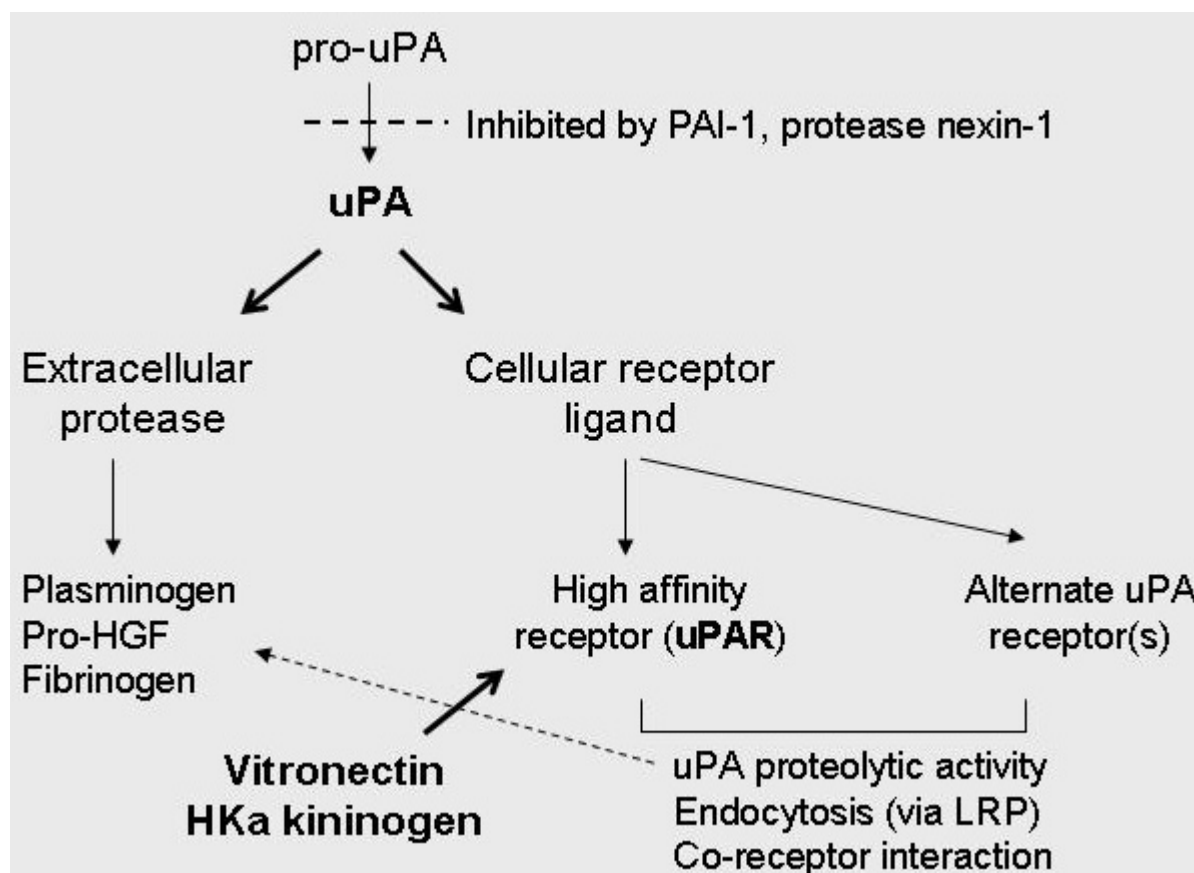 pro-uPA
Inhibited by PAI-1, protease nexin-1
uPA
Extracellular
protease
Cellular receptor
ligand
Plasminogen
Pro-HGF
Fibrinogen
High affinity
receptor (uPAR)
Alternate uPA
receptor(s)
Vitronectin
HKa kininogen
uPA proteolytic activity
Endocytosis (via LRP)
Co-receptor interaction